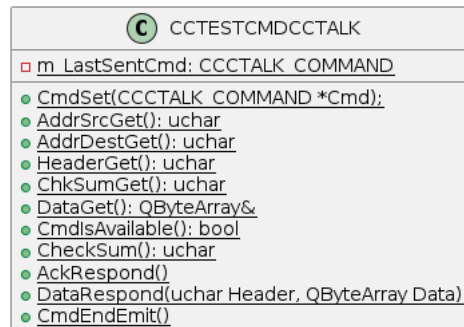 C CCTESTCMDCCTALK
m_LastSentCmd: CCCTALK_COMMAND
CmdSet(CCCTALK_COMMAND *Cmd);
AddrSrcGet(): uchar
AddrDestGet(): uchar
HeaderGet(): uchar
ChkSumGet(): uchar
DataGet(): QByteArray&
CmdIsAvailable(): bool
CheckSum(): uchar
AckRespond()
DataRespond(uchar Header, QByteArray Data)
CmdEndEmit()